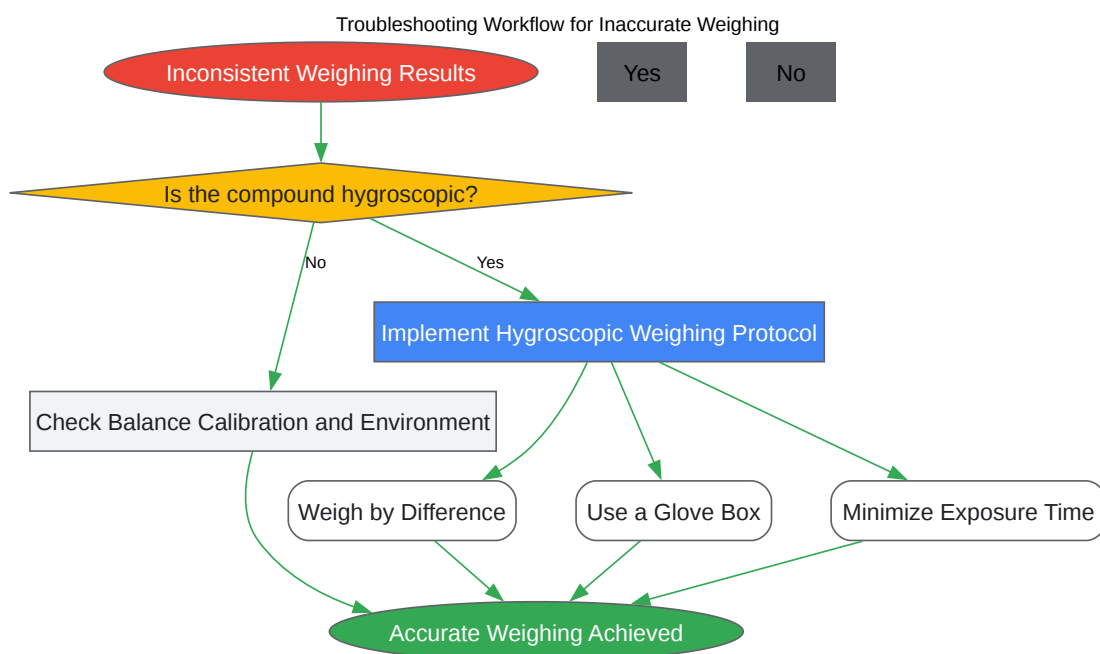 Troubleshooting Workflow for Inaccurate Weighing
Inconsistent Weighing Results
Yes
No
Is the compound hygroscopic?
No
Yes
Implement Hygroscopic Weighing Protocol
Check Balance Calibration and Environment
Weigh by Difference
Use a Glove Box
Minimize Exposure Time
Accurate Weighing Achieved